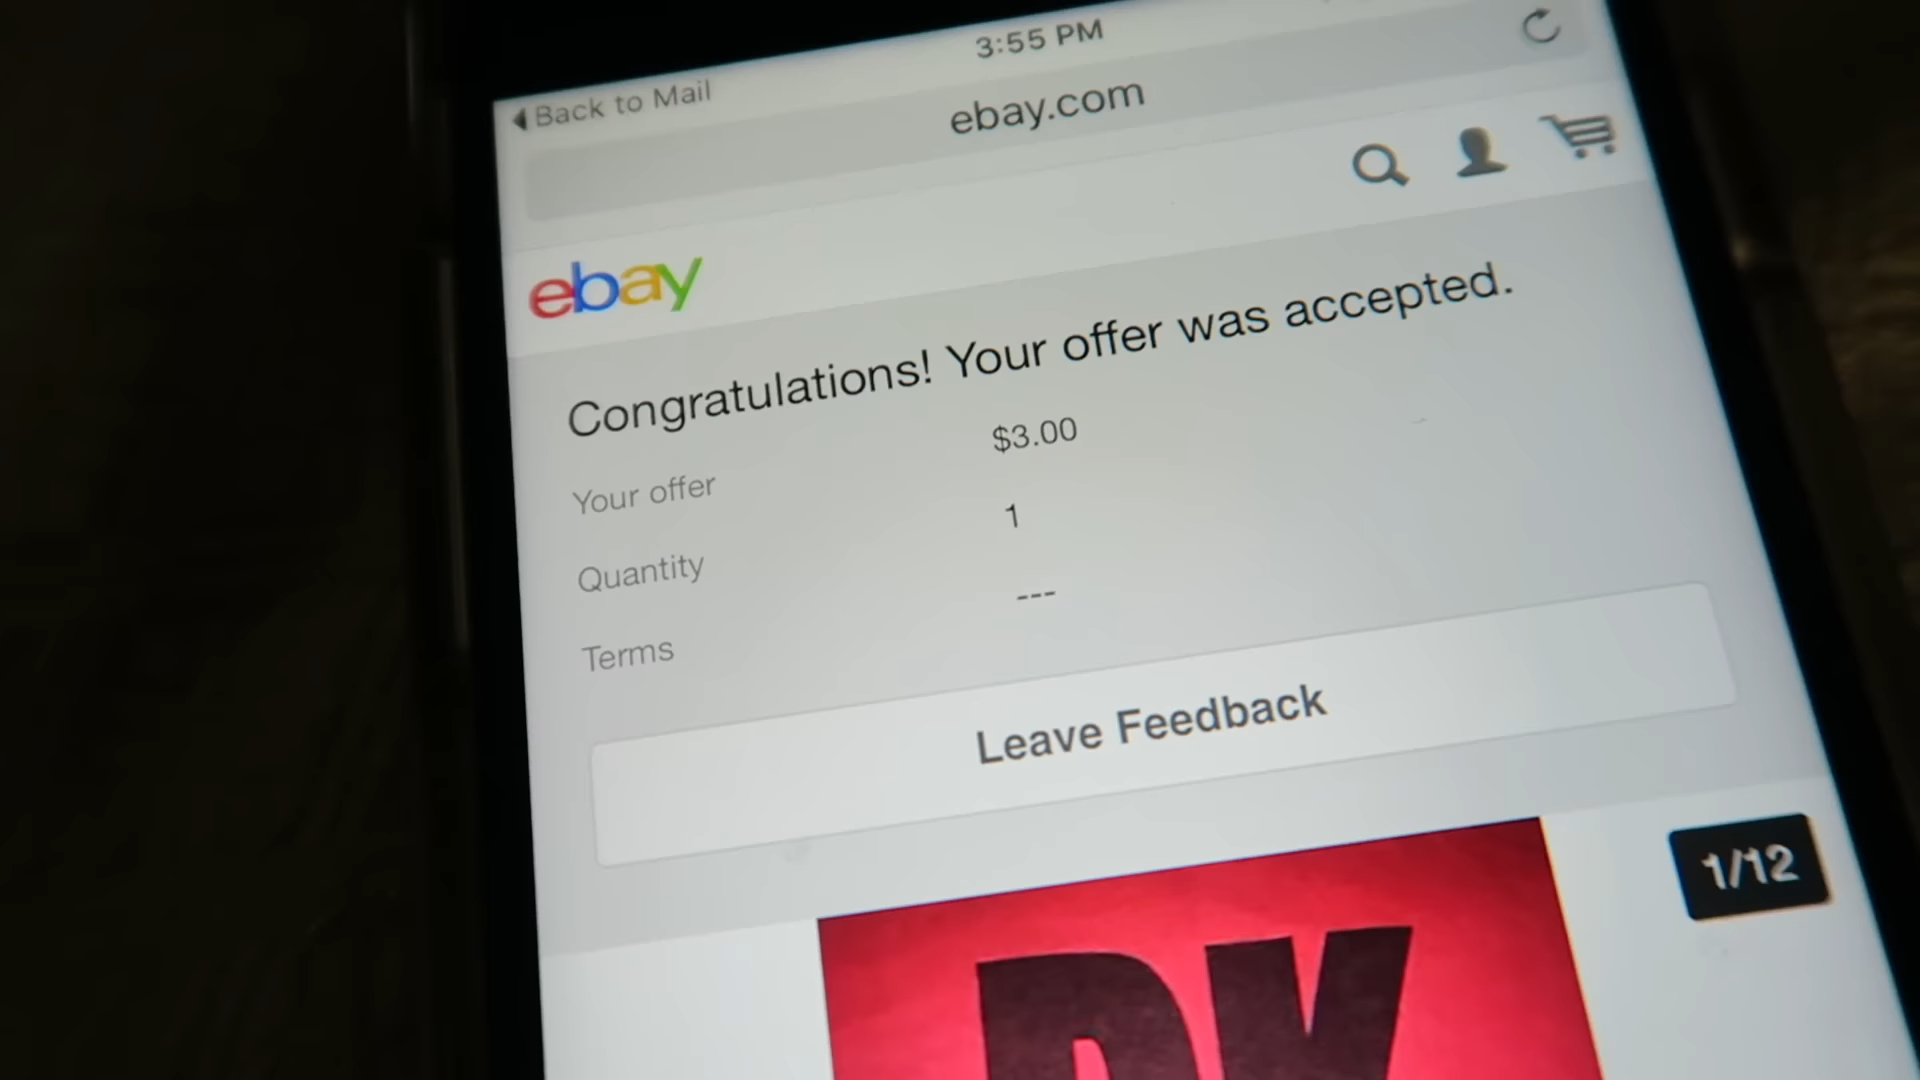 3:55 PM
Back to Mail
ebay.com
ebay
Congratulations! Your offer was accepted.
Your offer $3.00
Quantity 1
Terms ---
Leave Feedback
1/12
DK